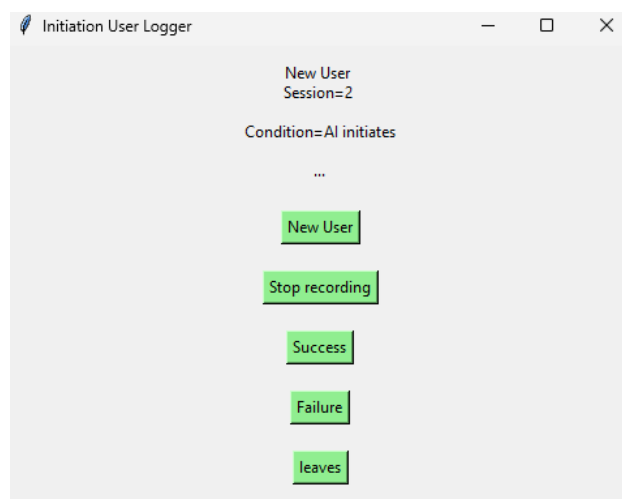 Initiation User Logger
New User
Session=2
Condition=AI initiates
...
New User
Stop recording
Success
Failure
leaves